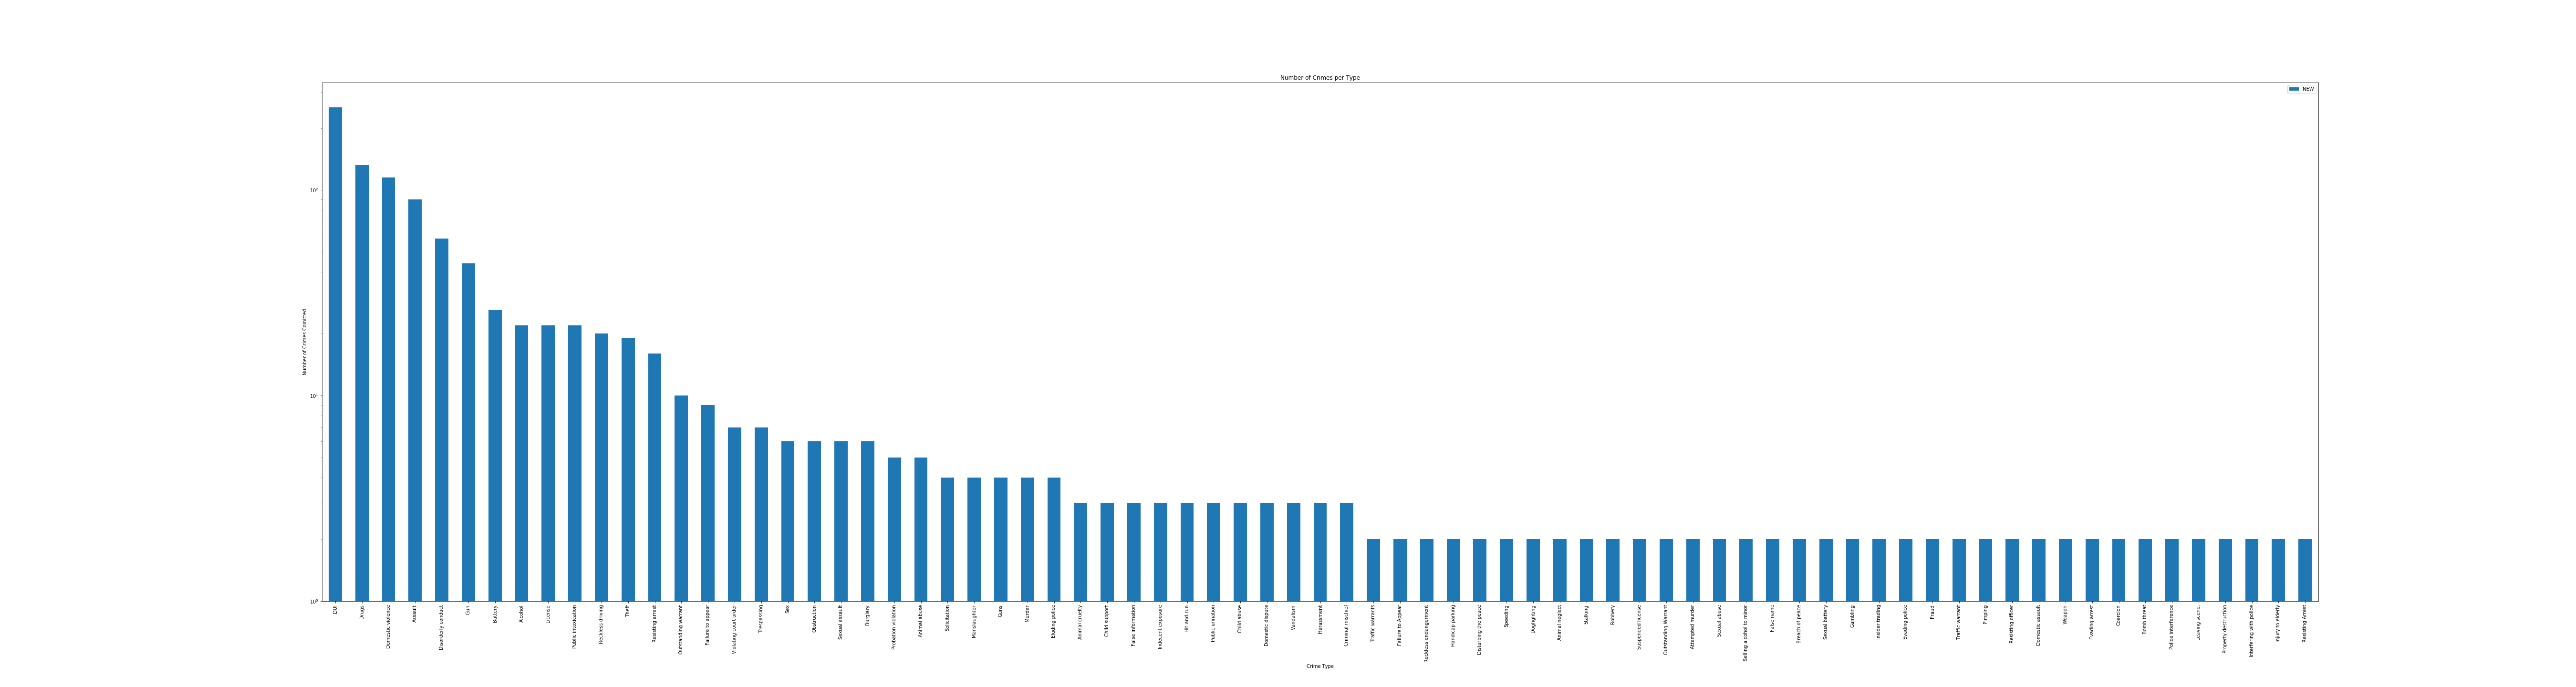 Number of Crimes per Type
NEW
Number of Crimes Comitted
10²
10¹
10⁰
DUI
Drugs
Domestic violence
Assault
Disorderly conduct
Gun
Battery
Alcohol
License
Public intoxication
Reckless driving
Theft
Resisting arrest
Outstanding warrant
Failure to appear
Violating court order
Trespassing
Sex
Obstruction
Sexual assault
Burglary
Probation violation
Animal abuse
Solicitation
Manslaughter
Guns
Murder
Eluding police
Animal cruelty
Child support
False information
Indecent exposure
Hit-and-run
Public urination
Child abuse
Domestic dispute
Vandalism
Harassment
Criminal mischief
Traffic warrants
Failure to Appear
Reckless endangerment
Handicap parking
Disturbing the peace
Speeding
Dogfighting
Animal neglect
Stalking
Robbery
Suspended license
Outstanding Warrant
Attempted murder
Sexual abuse
Selling alcohol to minor
False name
Breach of peace
Sexual battery
Gambling
Insider trading
Evading police
Fraud
Traffic warrant
Pimping
Resisting officer
Domestic assault
Weapon
Evading arrest
Coercion
Bomb threat
Police interference
Leaving scene
Property destruction
Interfering with police
Injury to elderly
Resisting Arrest
Crime Type